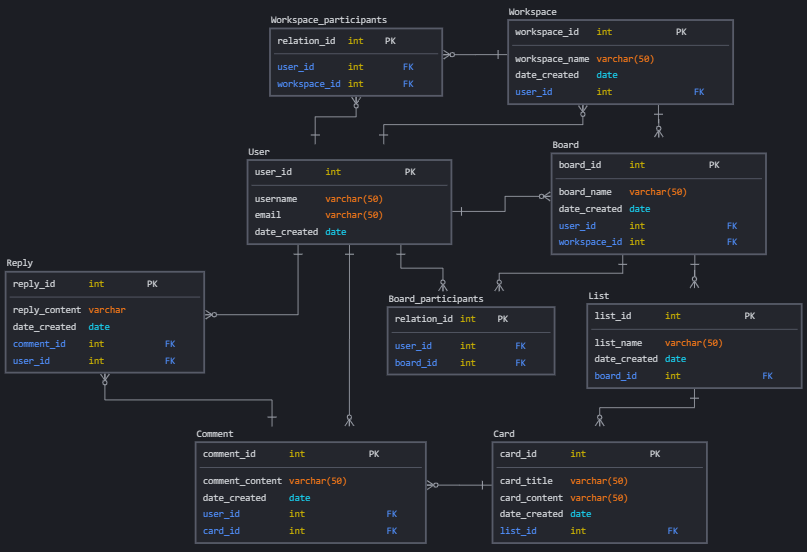 Workspace_participants
relation_id int PK
user_id int FK
workspace_id int FK
Workspace
workspace_id int PK
workspace_name varchar(50)
date_created date
user_id int FK
User
user_id int PK
username varchar(50)
email varchar(50)
date_created date
Board
board_id int PK
board_name varchar(50)
date_created date
user_id int FK
workspace_id int FK
Reply
reply_id int PK
reply_content varchar
date_created date
comment_id int FK
user_id int FK
Board_participants
relation_id int PK
user_id int FK
board_id int FK
List
list_id int PK
list_name varchar(50)
date_created date
board_id int FK
Comment
comment_id int PK
comment_content varchar(50)
date_created date
user_id int FK
card_id int FK
Card
card_id int PK
card_title varchar(50)
card_content varchar(50)
date_created date
list_id int FK